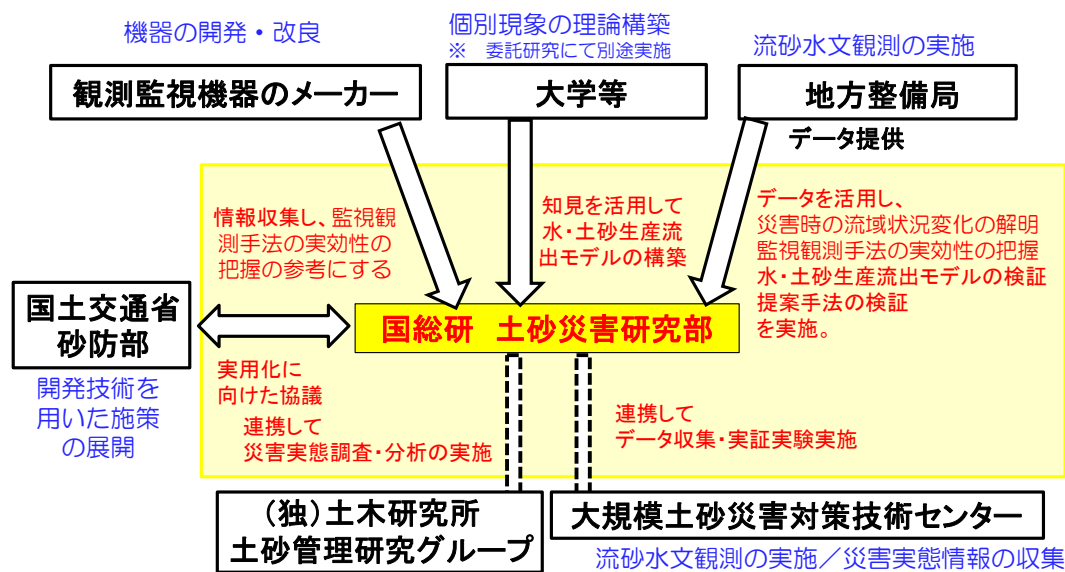 機器の開発・改良
個別現象の理論構築
※　委託研究にて別途実施
流砂水文観測の実施
観測監視機器のメーカー
大学等
地方整備局
データ提供
情報収集し、監視観
測手法の実効性の
把握の参考にする
知見を活用して
水・土砂生産流
出モデルの構築
データを活用し、
災害時の流域状況変化の解明
監視観測手法の実効性の把握
水・土砂生産流出モデルの検証
提案手法の検証
を実施。
国土交通省
砂防部
国総研　土砂災害研究部
開発技術を
用いた施策
の展開
実用化に
向けた協議
連携して
災害実態調査・分析の実施
連携して
データ収集・実証実験実施
（独）土木研究所
土砂管理研究グループ
大規模土砂災害対策技術センター
流砂水文観測の実施／災害実態情報の収集